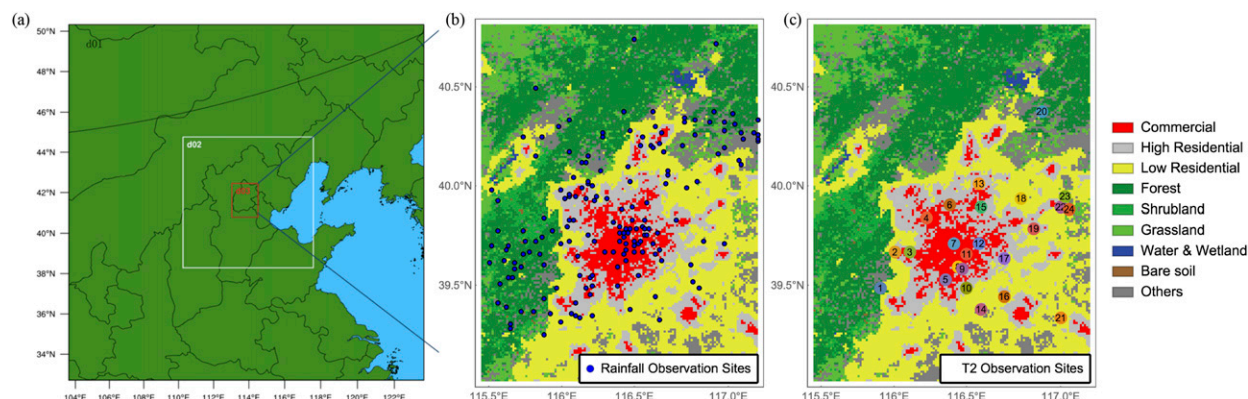 (a)
d01
50°N
48°N
46°N
44°N
42°N
40°N
38°N
36°N
34°N
d02
104°E 106°E 108°E 110°E 112°E 114°E 116°E 118°E 120°E 122°E
(b)
40.5°N
40.0°N
39.5°N
Rainfall Observation Sites
115.5°E 116°E 116.5°E 117.0°E
(c)
40.5°N
40.0°N
39.5°N
20
13
23
18
6
15
22
24
4
19
7
12
2
3
11
17
9
5
1
10
16
14
21
T2 Observation Sites
115.5°E 116°E 116.5°E 117.0°E
Commercial
High Residential
Low Residential
Forest
Shrubland
Grassland
Water & Wetland
Bare soil
Others